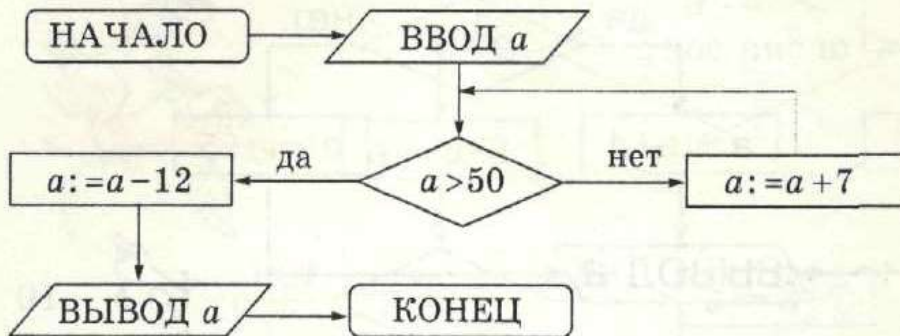 НАЧАЛО
ВВОД a
да
a>50
нет
a:=a-12
a:=a+7
ВЫВОД a
КОНЕЦ